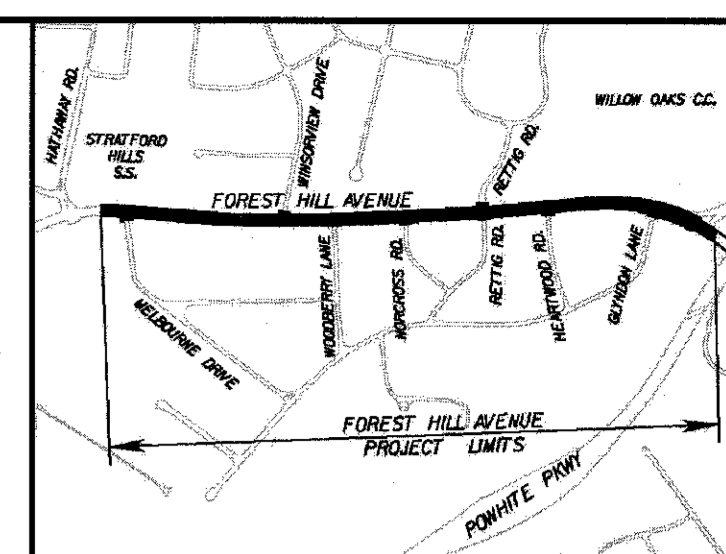 HATHAWAY RD.
STRATFORD
HILLS
S.S.
WINSORVIEW DRIVE
WILLOW OAKS C.C.
RETTIG RD.
FOREST HILL AVENUE
MELBOURNE DRIVE
WOODBERRY LANE
NORCROSS RD.
RETTIG RD.
HEARTWOOD RD.
GLYNDON LANE
FOREST HILL AVENUE
PROJECT LIMITS
POWHITE PKWY